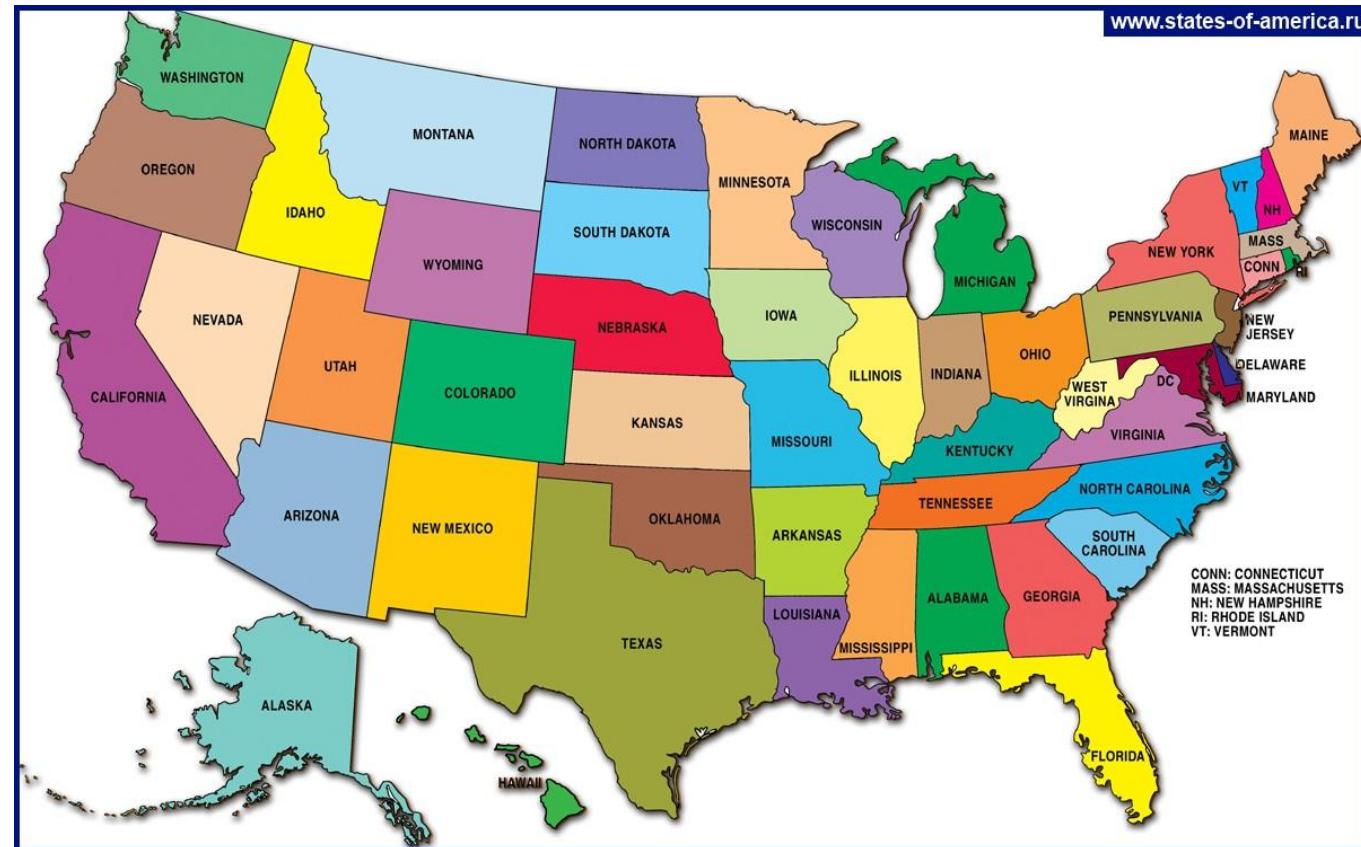 www.states-of-america.ru
WASHINGTON
OREGON
CALIFORNIA
NEVADA
IDAHO
MONTANA
WYOMING
UTAH
ARIZONA
COLORADO
NEW MEXICO
NORTH DAKOTA
SOUTH DAKOTA
NEBRASKA
KANSAS
OKLAHOMA
TEXAS
MINNESOTA
IOWA
MISSOURI
ARKANSAS
LOUISIANA
WISCONSIN
ILLINOIS
MICHIGAN
INDIANA
OHIO
KENTUCKY
TENNESSEE
MISSISSIPPI
ALABAMA
GEORGIA
FLORIDA
SOUTH
CAROLINA
NORTH CAROLINA
VIRGINIA
WEST
VIRGINA
DC
PENNSYLVANIA
NEW YORK
VT
NH
MAINE
MASS
CONN
RI
NEW
JERSEY
DELAWARE
MARYLAND
ALASKA
HAWAII
CONN: CONNECTICUT
MASS: MASSACHUSETTS
NH: NEW HAMPSHIRE
RI: RHODE ISLAND
VT: VERMONT